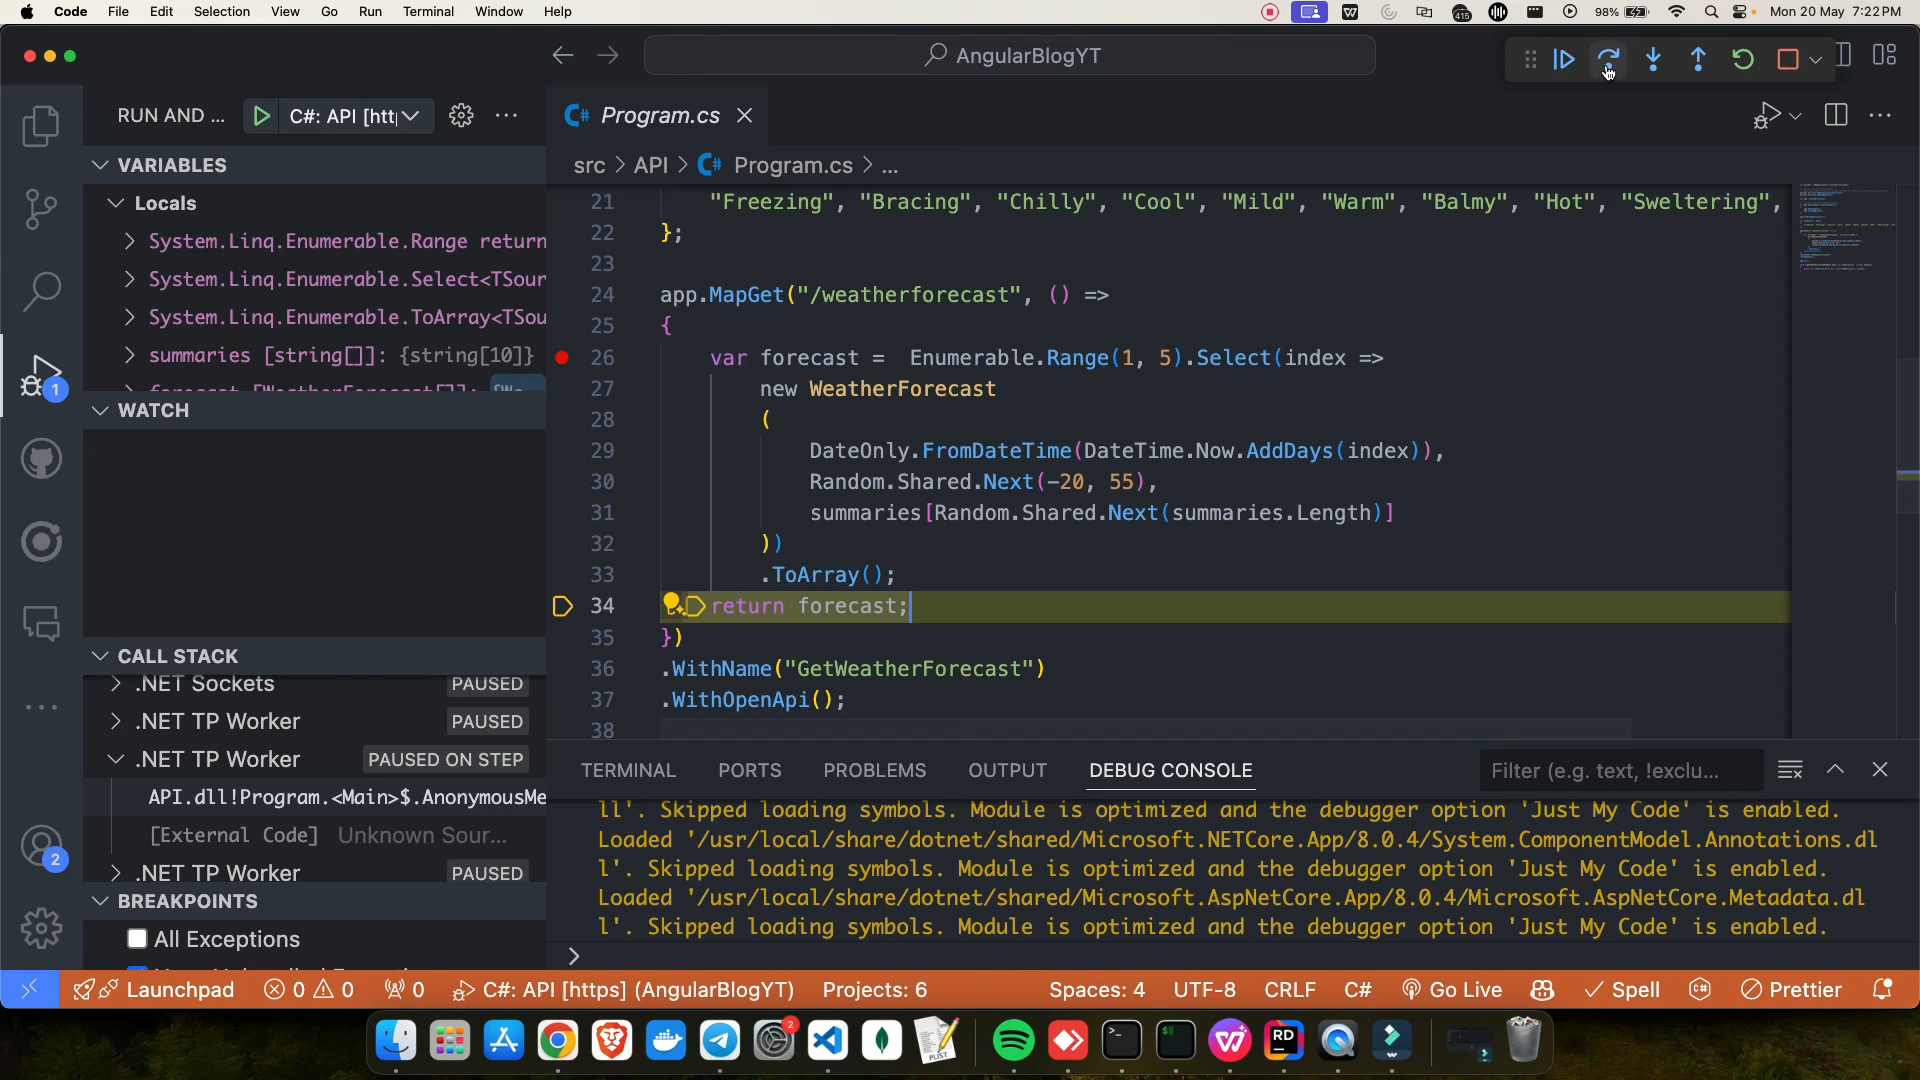 Code File Edit Selection View Go Run Terminal Window Help
415 98% Mon 20 May 7:22 PM
AngularBlogYT
RUN AND ... C#: API [htt
Program.cs
src > API > Program.cs > ...
VARIABLES
Locals
System.Linq.Enumerable.Range return
System.Linq.Enumerable.Select<TSour
System.Linq.Enumerable.ToArray<TSou
summaries [string[]]: {string[10]}
forecast [WeatherForecast[]]:
WATCH
CALL STACK
.NET Sockets PAUSED
.NET TP Worker PAUSED
.NET TP Worker PAUSED ON STEP
API.dll!Program.<Main>$.AnonymousMe
[External Code] Unknown Sour...
.NET TP Worker PAUSED
BREAKPOINTS
All Exceptions
1
2
21 "Freezing", "Bracing", "Chilly", "Cool", "Mild", "Warm", "Balmy", "Hot", "Sweltering",
22 };
23
24 app.MapGet("/weatherforecast", () =>
25 {
26 var forecast = Enumerable.Range(1, 5).Select(index =>
27 new WeatherForecast
28 (
29 DateOnly.FromDateTime(DateTime.Now.AddDays(index)),
30 Random.Shared.Next(-20, 55),
31 summaries[Random.Shared.Next(summaries.Length)]
32 ))
33 .ToArray();
34 return forecast;
35 })
36 .WithName("GetWeatherForecast")
37 .WithOpenApi();
38
TERMINAL PORTS PROBLEMS OUTPUT DEBUG CONSOLE Filter (e.g. text, !exclu...
ll'. Skipped loading symbols. Module is optimized and the debugger option 'Just My Code' is enabled.
Loaded '/usr/local/share/dotnet/shared/Microsoft.NETCore.App/8.0.4/System.ComponentModel.Annotations.dl
l'. Skipped loading symbols. Module is optimized and the debugger option 'Just My Code' is enabled.
Loaded '/usr/local/share/dotnet/shared/Microsoft.AspNetCore.App/8.0.4/Microsoft.AspNetCore.Metadata.dl
l'. Skipped loading symbols. Module is optimized and the debugger option 'Just My Code' is enabled.
>
Launchpad 0 0 0 C#: API [https] (AngularBlogYT) Projects: 6 Spaces: 4 UTF-8 CRLF C# Go Live Spell Prettier
2
PLIST
RD